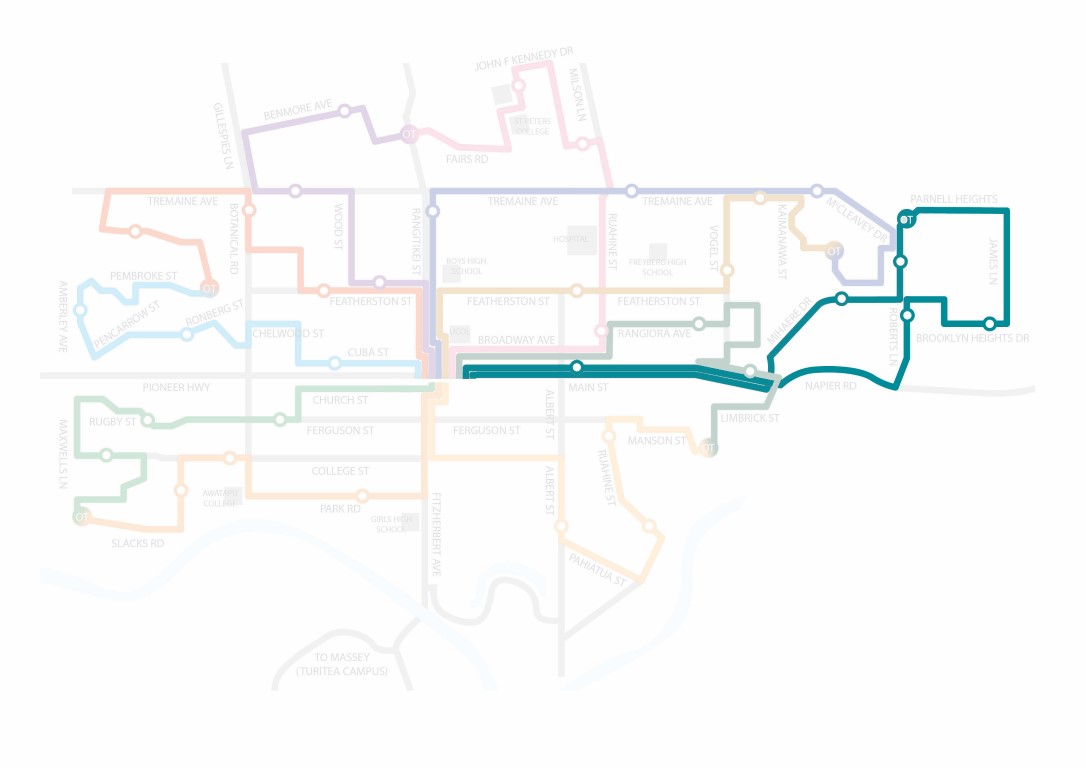 JOHN F KENNEDY DR
MILSON LN
BENMORE AVE
GILLESPIES LN
OT
ST PETERS
COLLEGE
FAIRS RD
TREMAINE AVE
TREMAINE AVE
TREMAINE AVE
PARNELL HEIGHTS
OT
BOTANICAL RD
WOOD ST
RANGITIKEI ST
RUAHINE ST
VOGEL ST
KAIMANAWA ST
MCCLEAVEY DR
HOSPITAL
OT
JAMES LN
BOYS HIGH
SCHOOL
FREYBERG HIGH
SCHOOL
PEMBROKE ST
OT
AMBERLEY AVE
PENCARROW ST
RONBERG ST
FEATHERSTON ST
FEATHERSTON ST
FEATHERSTON ST
MIHAERE DR
ROBERTS LN
CHELWOOD ST
UCOL
BROADWAY AVE
RANGIORA AVE
BROOKLYN HEIGHTS DR
CUBA ST
PIONEER HWY
MAIN ST
NAPIER RD
CHURCH ST
ALBERT ST
LIMBRICK ST
RUGBY ST
FERGUSON ST
FERGUSON ST
MANSON ST
OT
MAXWELLS LN
COLLEGE ST
ALBERT ST
RUAHINE ST
AWATAPU
COLLEGE
PARK RD
GIRLS HIGH
SCHOOL
FITZHERBERT AVE
OT
SLACKS RD
PAHIATUA ST
TO MASSEY
(TURITEA CAMPUS)